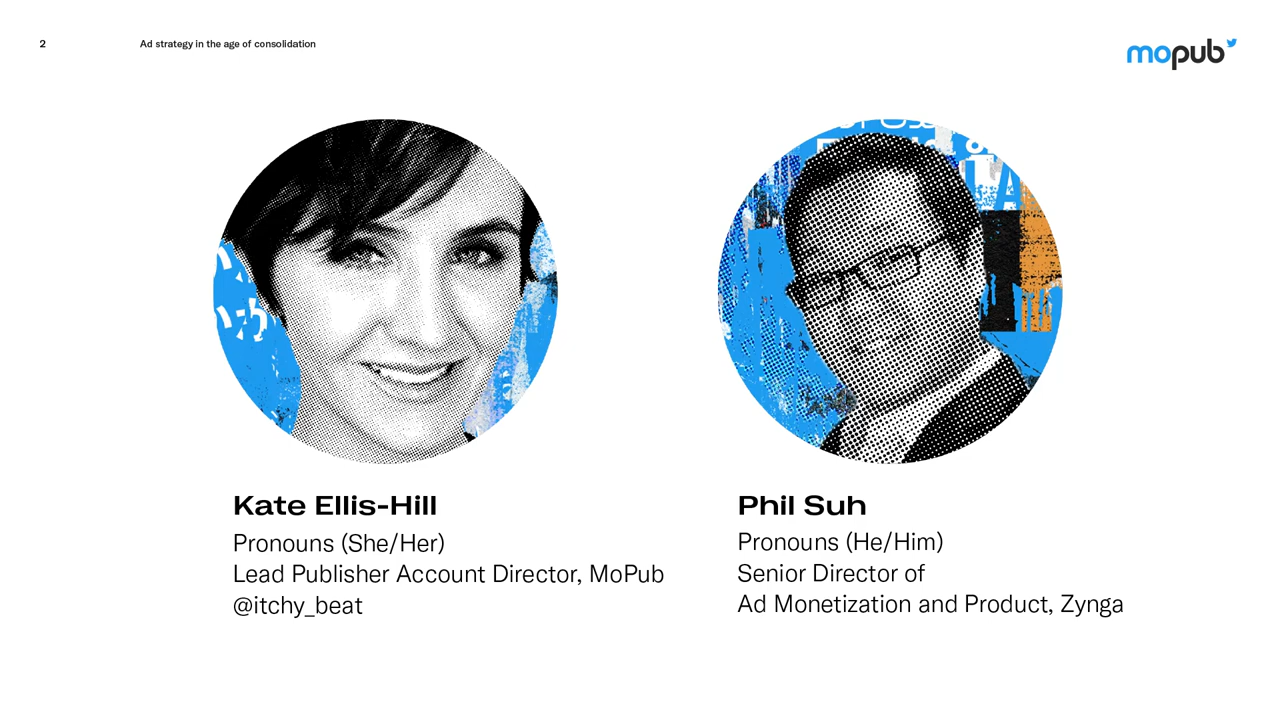 2
Ad strategy in the age of consolidation
mopub
Kate Ellis-Hill
Pronouns (She/Her)
Lead Publisher Account Director, MoPub
@itchy_beat
Phil Suh
Pronouns (He/Him)
Senior Director of
Ad Monetization and Product, Zynga